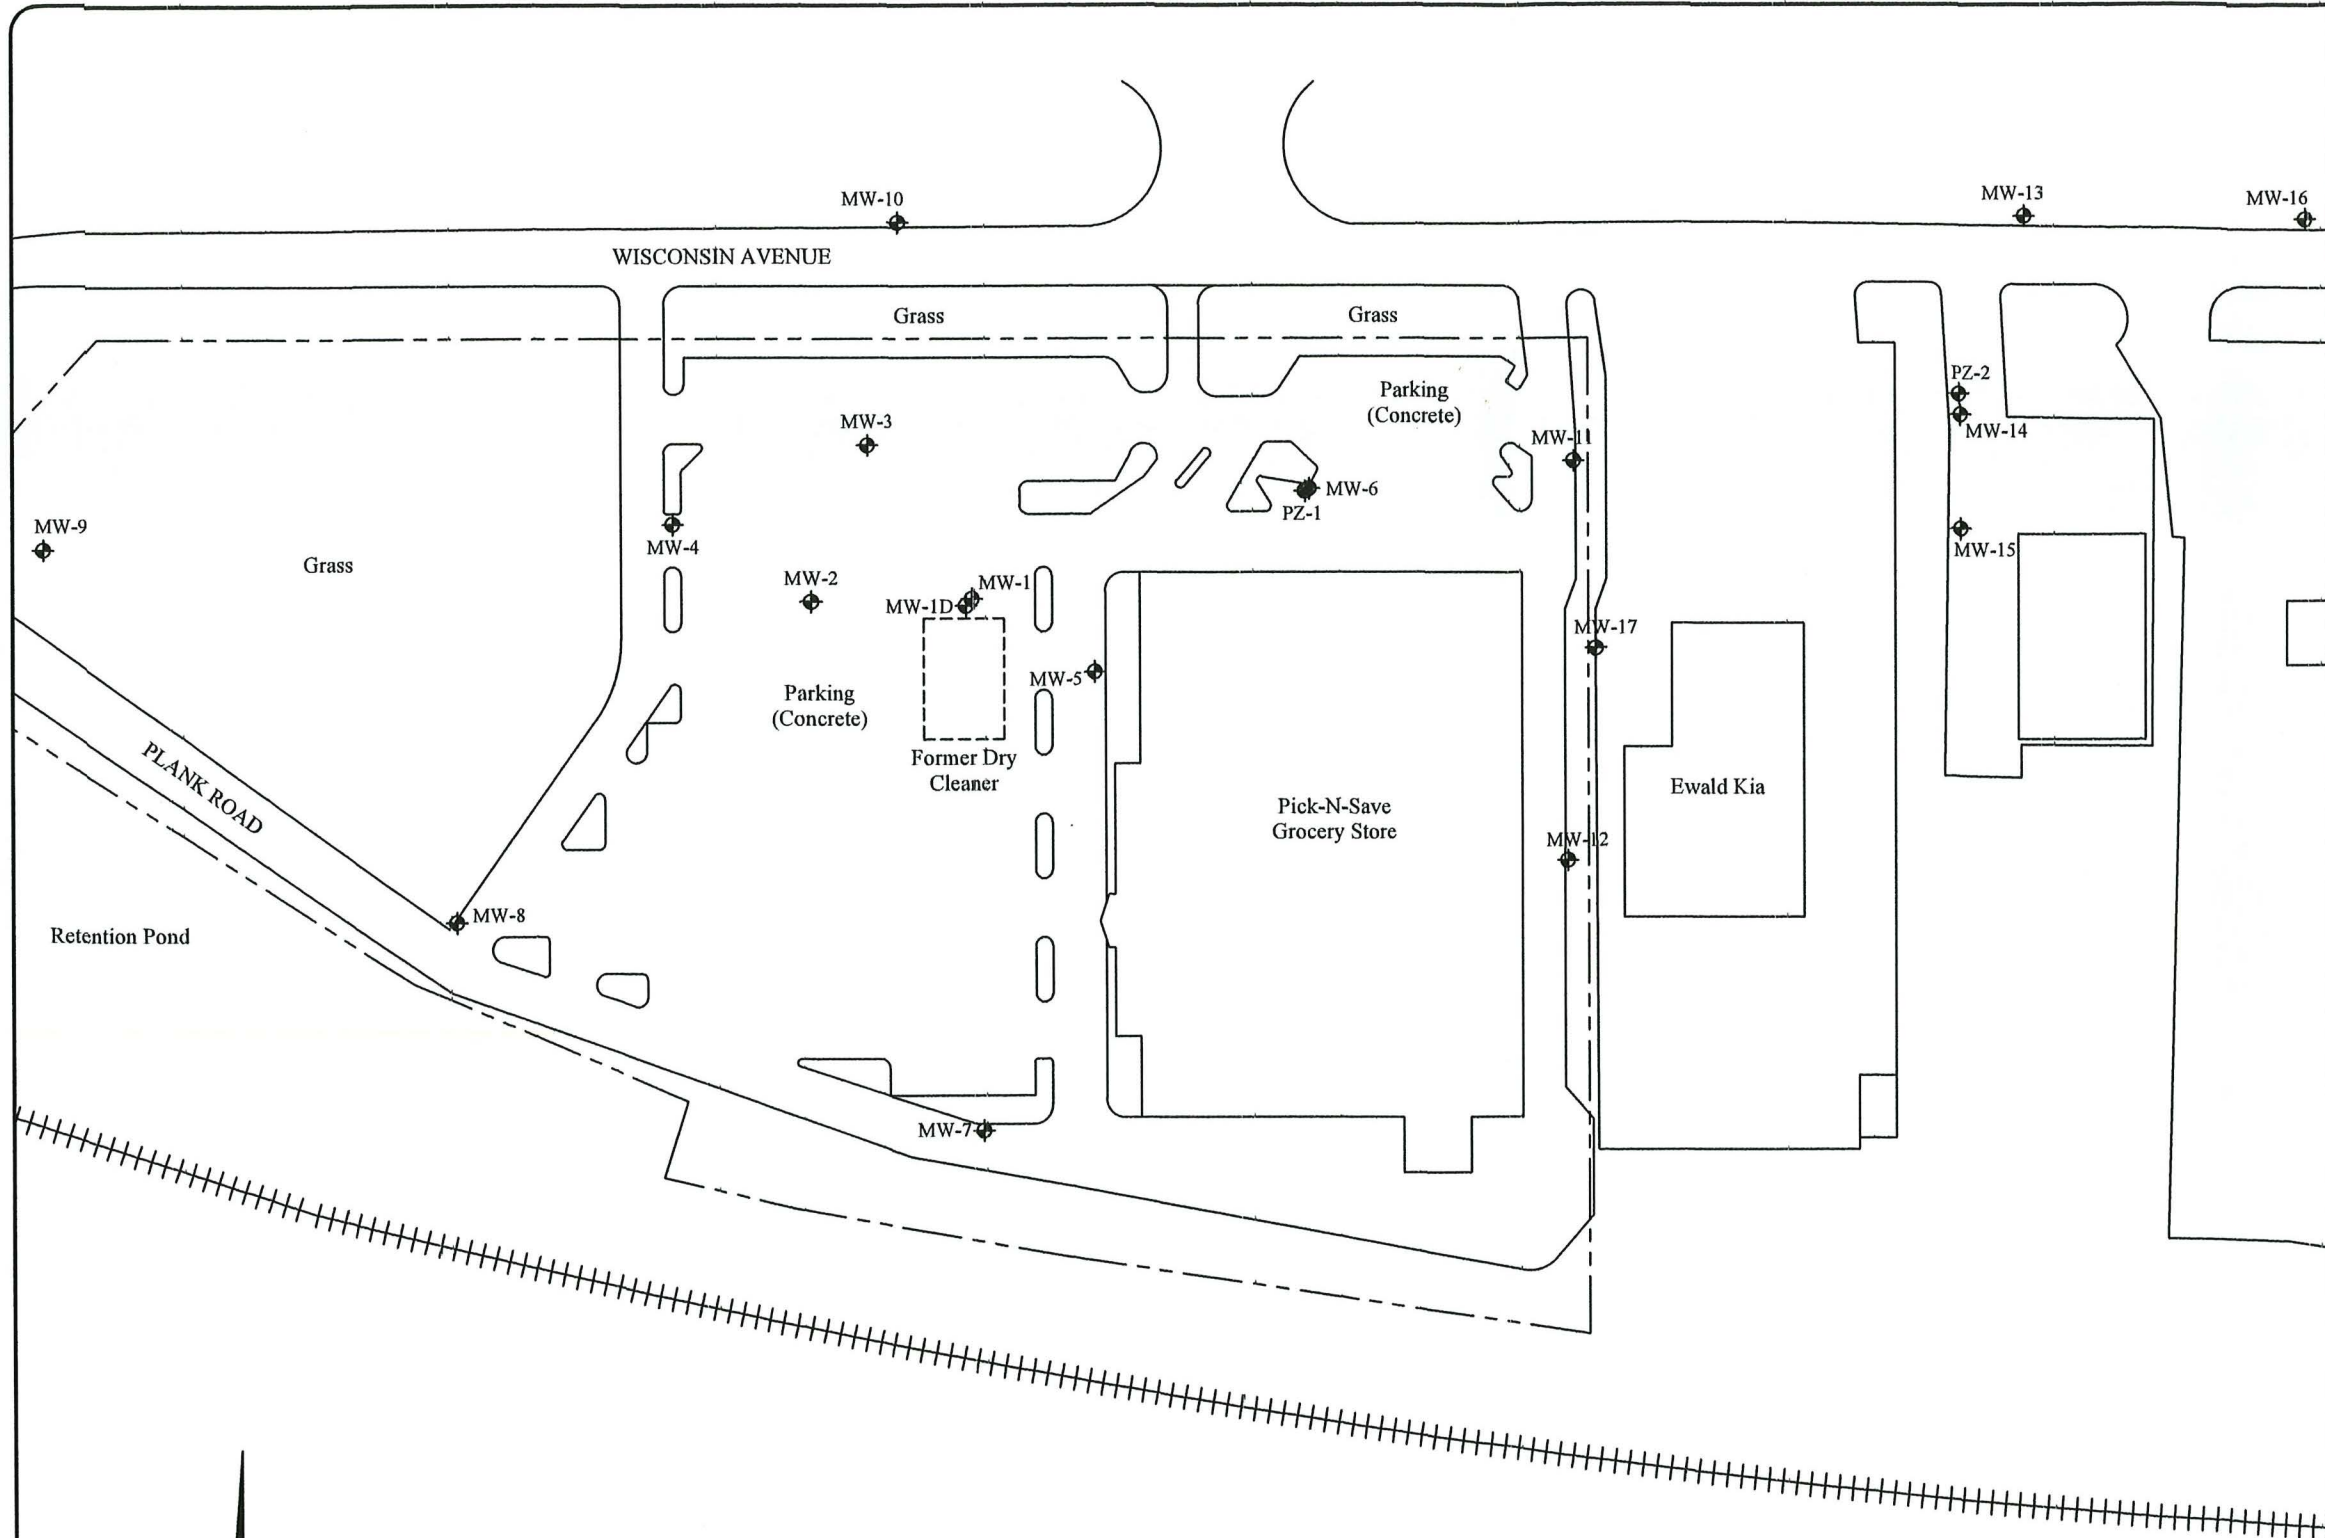 MW-10
MW-13
MW-16
WISCONSIN AVENUE
Grass
Grass
PZ-2
Parking
(Concrete)
MW-3
MW-14
MW-11
MW-6
PZ-1
MW-9
MW-4
MW-15
Grass
MW-2
MW-1
MW-1D
MW-17
MW-5
Parking
(Concrete)
PLANK ROAD
Former Dry
Cleaner
Ewald Kia
Pick-N-Save
Grocery Store
MW-12
MW-8
Retention Pond
MW-7